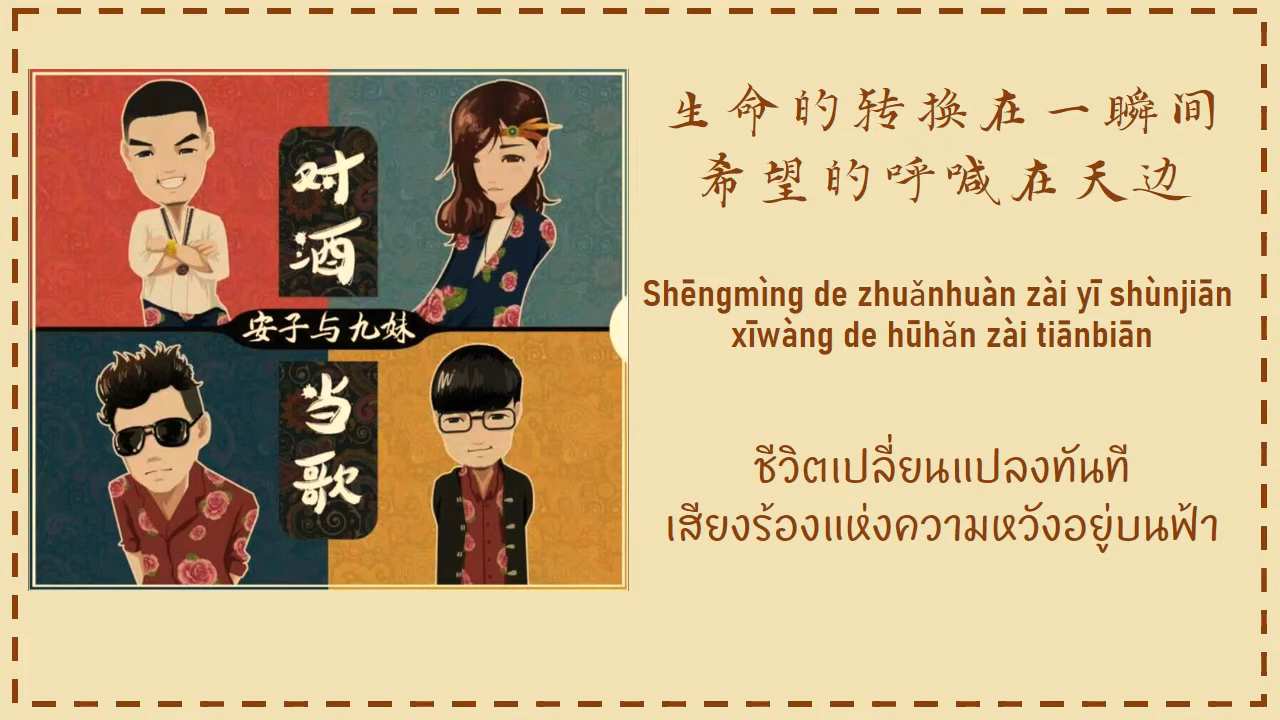 对酒
安子与九妹
当歌
生命的转换在一瞬间
希望的呼喊在天边
Shēngmìng de zhuǎnhuàn zài yī shùnjiān
xīwàng de hūhǎn zài tiānbiān
ชีวิตเปลี่ยนแปลงทันที
เสียงร้องแห่งความหวังอยู่บนฟ้า